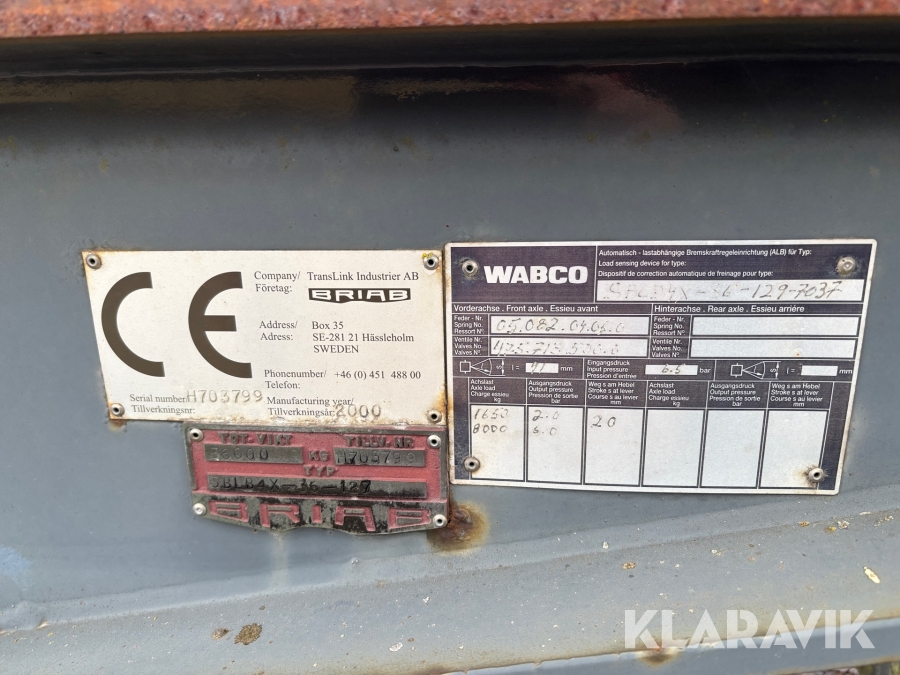 CE
Company/ TransLink Industrier AB
Företag: BRIAB
Address/ Box 35
Adress: SE-281 21 Hässleholm
SWEDEN
Phonenumber/ +46 (0) 451 488 00
Telefon:
Serial number H703799 Manufacturing year/
Tillverkningsnr: Tillverkningsår: 2000
TOT.VIKT TILLV.NR
36000 KG H703799
TYP
BRIAB
WABCO
Automatisch - lastabhängige Bremskraftregeleinrichtung (ALB) für Typ:
Load sensing device for type:
Dispositif de correction automatique de freinage pour type:
Vorderachse . Front axle . Essieu avant Hinterachse . Rear axle . Essieu arrière
Feder - Nr. Feder - Nr.
Spring No. Spring No.
Ressort Nº Ressort Nº
Ventile Nr. Ventile Nr.
Valves No. Valves No.
Valves Nº Valves Nº
l = mm Eingangsdruck l = mm
Input pressure 6.5 bar
Pression d'entrée
Achslast Ausgangsdruck Weg s am Hebel Achslast Ausgangsdruck Weg s am Hebel
Axle load Output pressure Stroke s at lever Axle load Output pressure Stroke s at lever
Charge essieu Pression de sortie Course s au levier Charge essieu Pression de sortie Course s au levier
kg bar mm kg bar mm
1650 2.0 20
8000
KLARAVIK